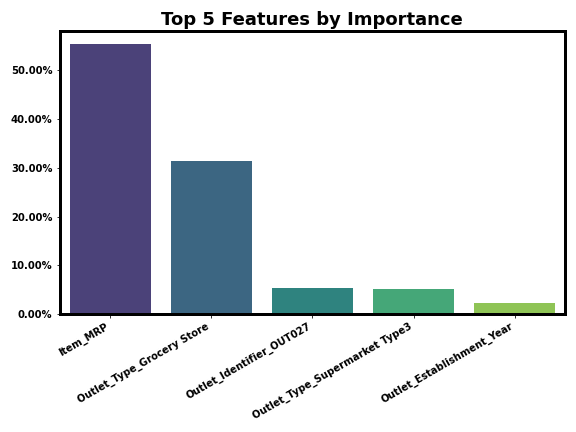 Top 5 Features by Importance
50.00%
40.00%
30.00%
20.00%
10.00%
0.00%
Item_MRP
Outlet_Type_Grocery Store
Outlet_Identifier_OUT027
Outlet_Type_Supermarket Type3
Outlet_Establishment_Year